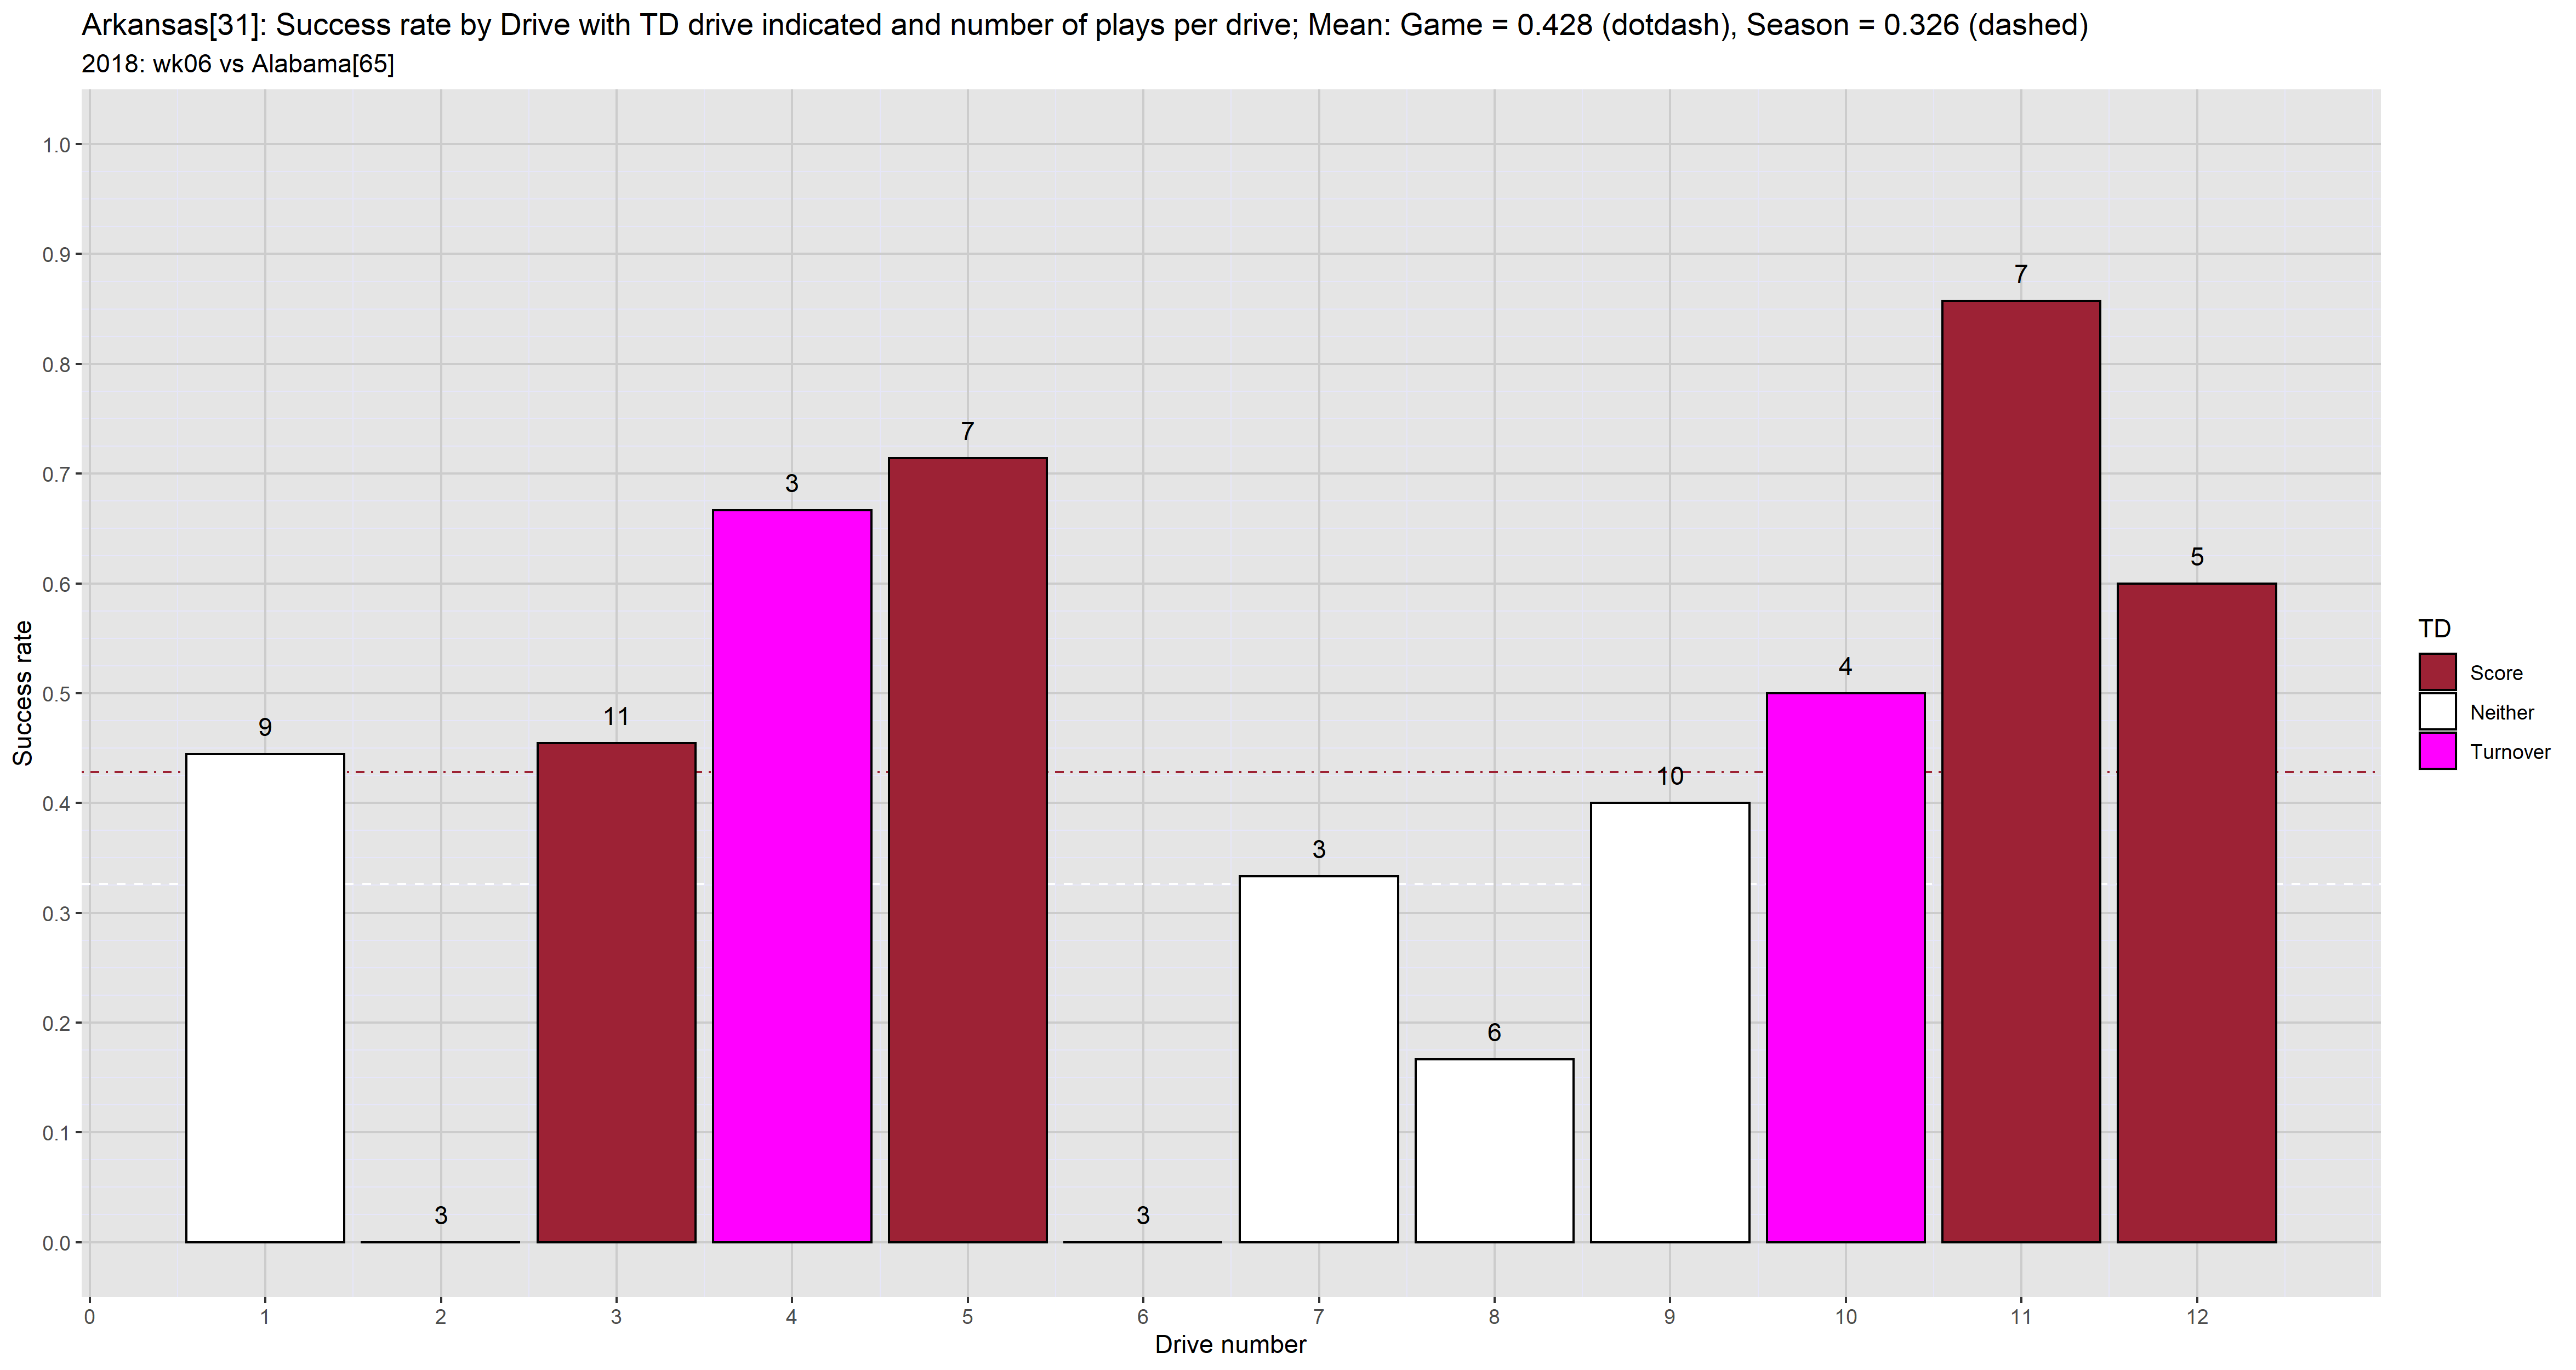 Arkansas[31]: Success rate by Drive with TD drive indicated and number of plays per drive; Mean: Game = 0.428 (dotdash), Season = 0.326 (dashed)
2018: wk06 vs Alabama[65]
Success rate
1.0
0.9
0.8
0.7
0.6
0.5
0.4
0.3
0.2
0.1
0.0
9
3
11
3
7
3
3
6
10
4
7
5
0 1 2 3 4 5 6 7 8 9 10 11 12
Drive number
TD
Score
Neither
Turnover